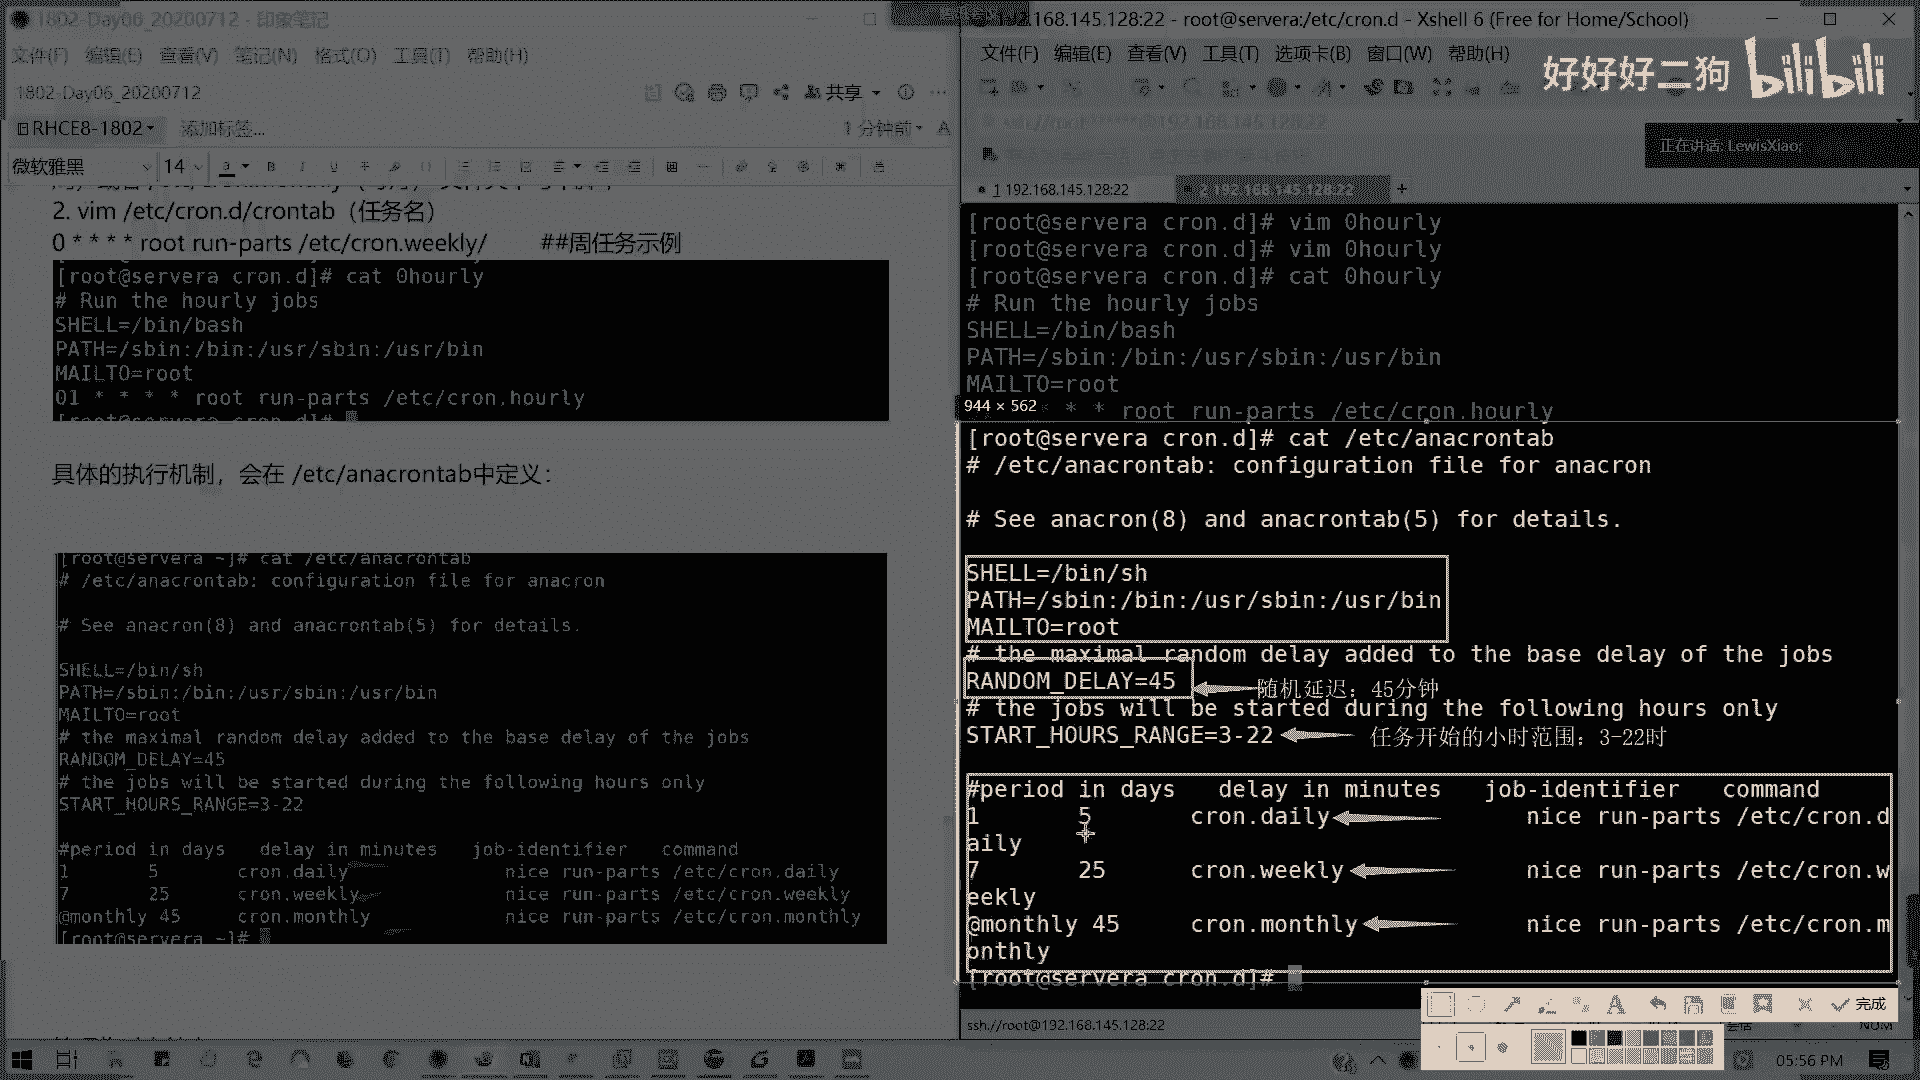 1802-Day06_20200712 - 印象笔记
文件(F) 编辑(E) 查看(V) 笔记(N) 格式(O) 工具(T) 帮助(H)
1802-Day06_20200712
共享
RHCE8-1802
添加标签...
1 分钟前
微软雅黑
14
2. vim /etc/cron.d/crontab（任务名）
0 * * * * root run-parts /etc/cron.weekly/ ##周任务示例
[root@servera cron.d]# cat 0hourly
# Run the hourly jobs
SHELL=/bin/bash
PATH=/sbin:/bin:/usr/sbin:/usr/bin
MAILTO=root
01 * * * * root run-parts /etc/cron.hourly
[root@servera cron.d]#
具体的执行机制，会在 /etc/anacrontab中定义：
[root@servera ~]# cat /etc/anacrontab
# /etc/anacrontab: configuration file for anacron
# See anacron(8) and anacrontab(5) for details.
SHELL=/bin/sh
PATH=/sbin:/bin:/usr/sbin:/usr/bin
MAILTO=root
# the maximal random delay added to the base delay of the jobs
RANDOM_DELAY=45
# the jobs will be started during the following hours only
START_HOURS_RANGE=3-22
#period in days delay in minutes job-identifier command
1 5 cron.daily nice run-parts /etc/cron.daily
7 25 cron.weekly nice run-parts /etc/cron.weekly
@monthly 45 cron.monthly nice run-parts /etc/cron.monthly
[root@servera ~]#
192.168.145.128:22 - root@servera:/etc/cron.d - Xshell 6 (Free for Home/School)
文件(F) 编辑(E) 查看(V) 工具(T) 选项卡(B) 窗口(W) 帮助(H)
好好好二狗 bilibili
正在讲话: LewisXiao;
1 192.168.145.128:22
2 192.168.145.128:22
[root@servera cron.d]# vim 0hourly
[root@servera cron.d]# vim 0hourly
[root@servera cron.d]# cat 0hourly
# Run the hourly jobs
SHELL=/bin/bash
PATH=/sbin:/bin:/usr/sbin:/usr/bin
MAILTO=root
944 × 562
* * root run-parts /etc/cron.hourly
[root@servera cron.d]# cat /etc/anacrontab
# /etc/anacrontab: configuration file for anacron
# See anacron(8) and anacrontab(5) for details.
SHELL=/bin/sh
PATH=/sbin:/bin:/usr/sbin:/usr/bin
MAILTO=root
# the maximal random delay added to the base delay of the jobs
RANDOM_DELAY=45
随机延迟：45分钟
# the jobs will be started during the following hours only
START_HOURS_RANGE=3-22
任务开始的小时范围：3-22时
#period in days delay in minutes job-identifier command
1 5 cron.daily nice run-parts /etc/cron.d
aily
7 25 cron.weekly nice run-parts /etc/cron.w
eekly
@monthly 45 cron.monthly nice run-parts /etc/cron.m
onthly
[root@servera cron.d]#
完成
ssh://root@192.168.145.128:22
NUM
05:56 PM